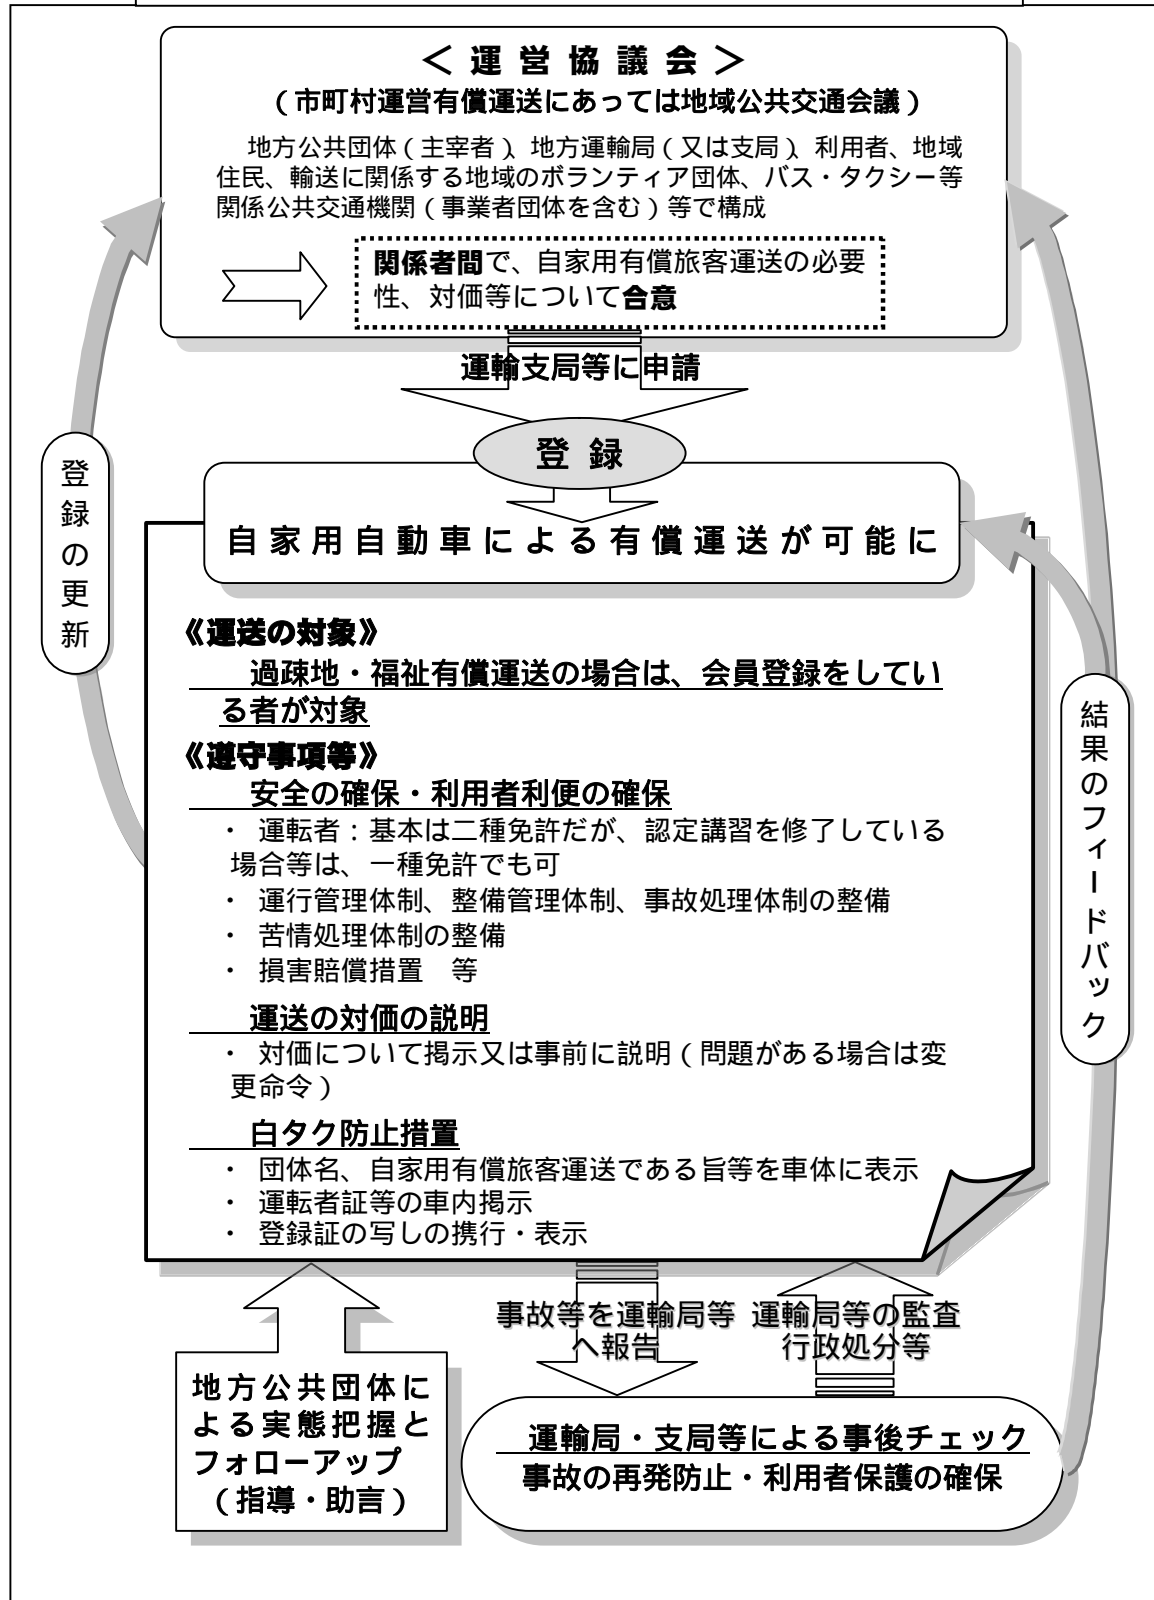 ＜ 運 営 協 議 会 ＞
（市町村運営有償運送にあっては地域公共交通会議）
地方公共団体（主宰者）、地方運輸局（又は支局）、利用者、地域
住民、輸送に関係する地域のボランティア団体、バス・タクシー等
関係公共交通機関（事業者団体を含む）等で構成
関係者間で、自家用有償旅客運送の必要
性、対価等について合意
運輸支局等に申請
登 録
自家用自動車による有償運送が可能に
登録の更新
《運送の対象》
過疎地・福祉有償運送の場合は、会員登録をしてい
る者が対象
《遵守事項等》
安全の確保・利用者利便の確保
・ 運転者：基本は二種免許だが、認定講習を修了している
場合等は、一種免許でも可
・ 運行管理体制、整備管理体制、事故処理体制の整備
・ 苦情処理体制の整備
・ 損害賠償措置　等
運送の対価の説明
・ 対価について掲示又は事前に説明（問題がある場合は変
更命令）
白タク防止措置
・ 団体名、自家用有償旅客運送である旨等を車体に表示
・ 運転者証等の車内掲示
・ 登録証の写しの携行・表示
結果のフィードバック
事故等を運輸局等
へ報告
運輸局等の監査
行政処分等
地方公共団体に
よる実態把握と
フォローアップ
（指導・助言）
運輸局・支局等による事後チェック
事故の再発防止・利用者保護の確保